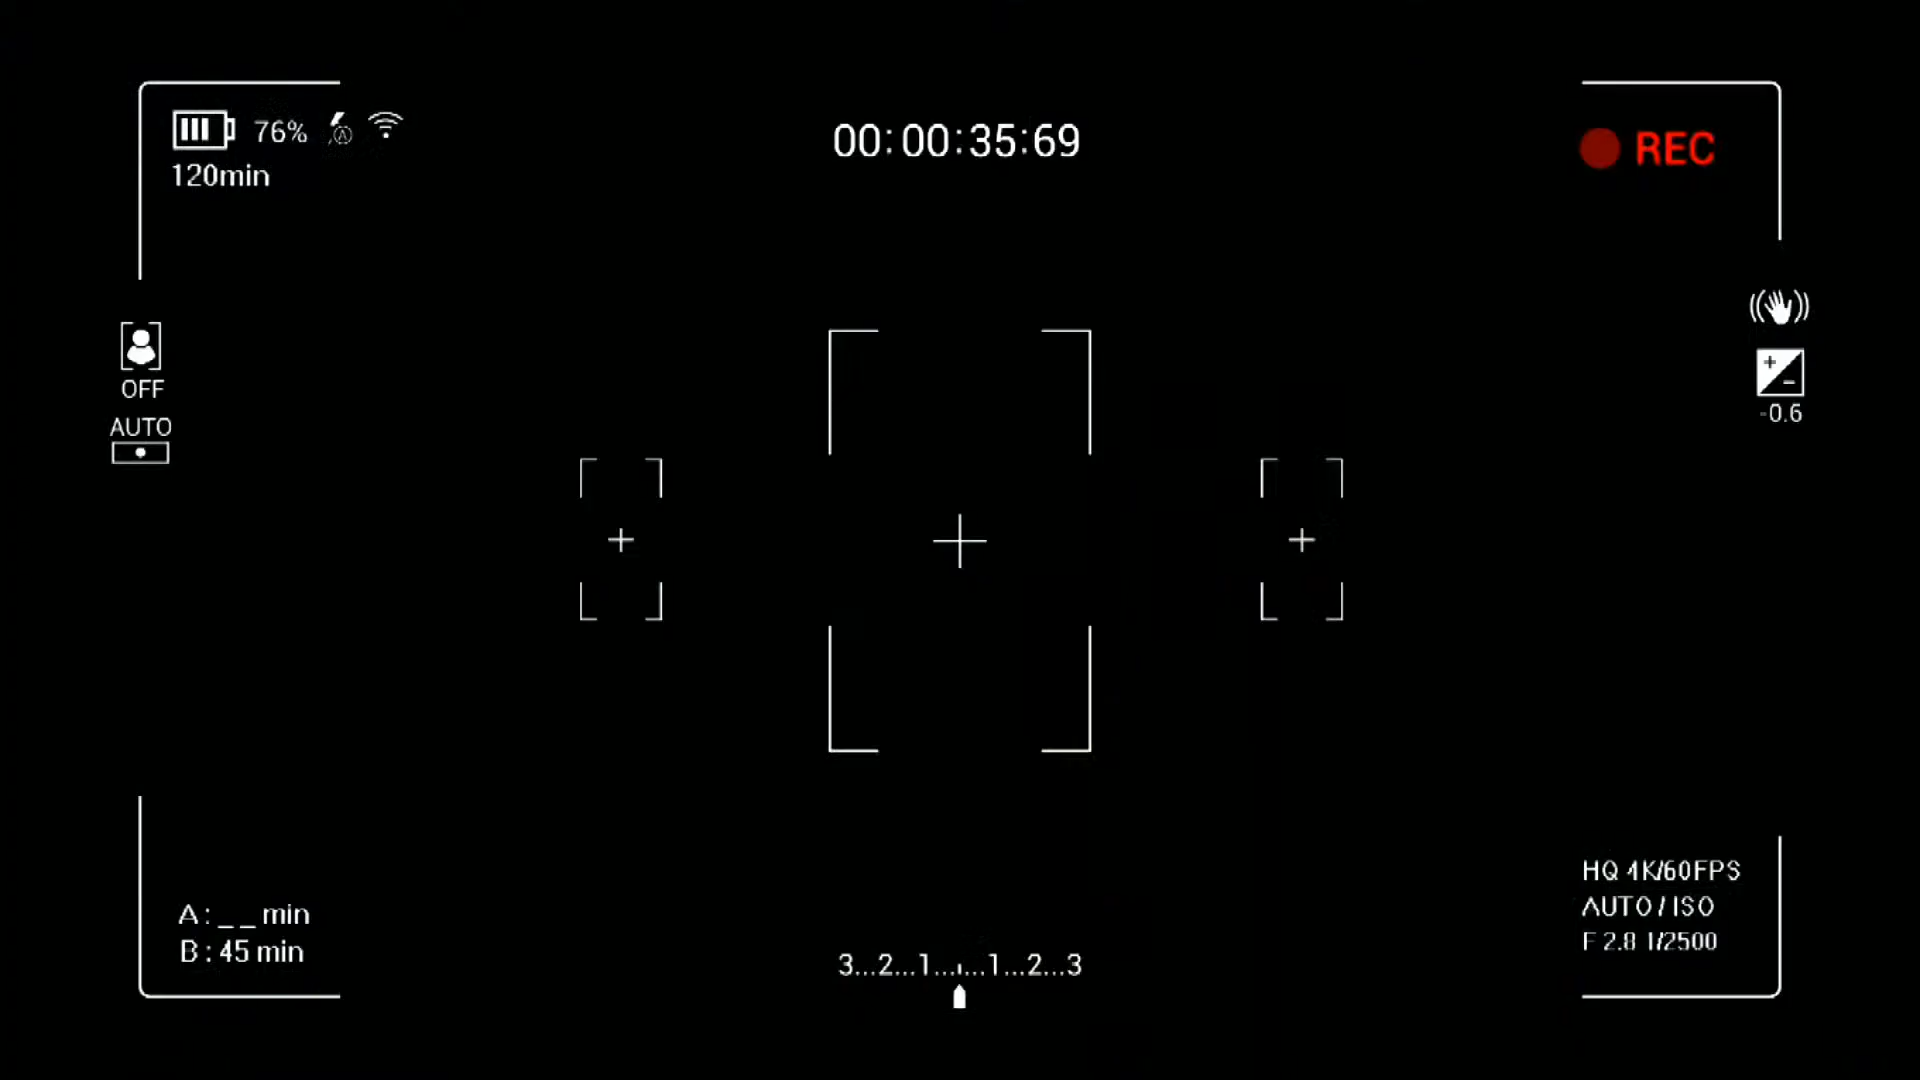 76%
120min
00:00:35:69
REC
OFF
AUTO
-0.6
A : _ _ min
B : 45 min
3...2...1...ı...1...2...3
HQ 4K/60FPS
AUTO / ISO
F 2.8 1/2500